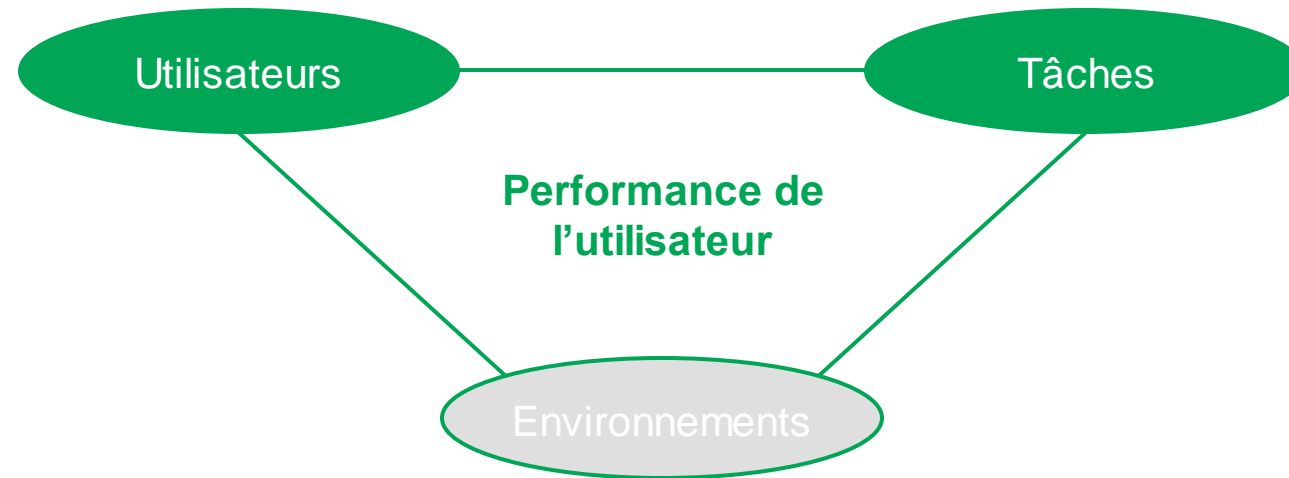 Utilisateurs
Tâches
Performance de
l’utilisateur
Environnements